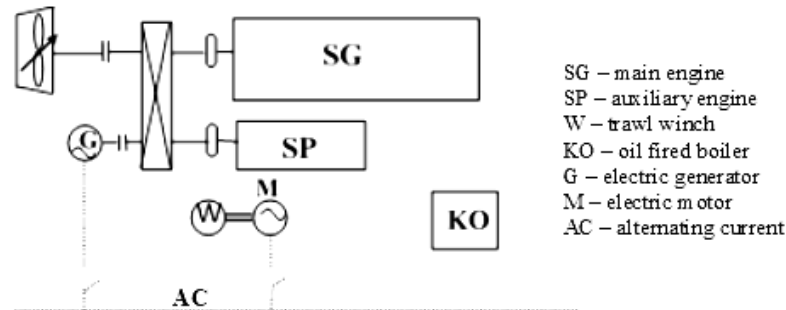 SG
G
SP
M
W
KO
AC
SG – main engine
SP – auxiliary engine
W – trawl winch
KO – oil fired boiler
G – electric generator
M – electric motor
AC – alternating current